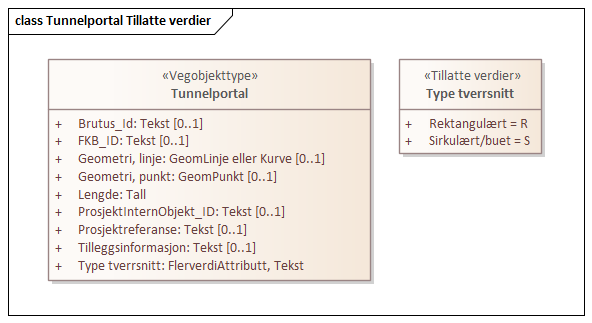 class Tunnelportal Tillatte verdier
«Vegobjekttype»
Tunnelportal
+ Brutus_Id: Tekst [0..1]
+ FKB_ID: Tekst [0..1]
+ Geometri, linje: GeomLinje eller Kurve [0..1]
+ Geometri, punkt: GeomPunkt [0..1]
+ Lengde: Tall
+ ProsjektInternObjekt_ID: Tekst [0..1]
+ Prosjektreferanse: Tekst [0..1]
+ Tilleggsinformasjon: Tekst [0..1]
+ Type tverrsnitt: FlerverdiAttributt, Tekst
«Tillatte verdier»
Type tverrsnitt
+ Rektangulært = R
+ Sirkulært/buet = S